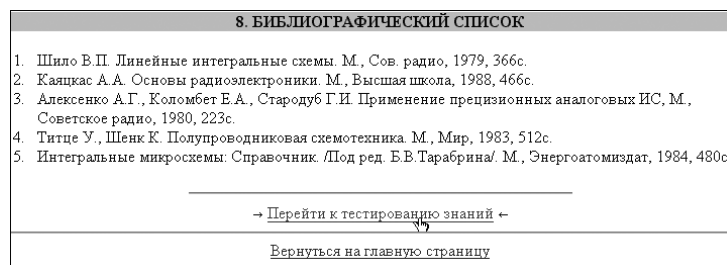 8. БИБЛИОГРАФИЧЕСКИЙ СПИСОК
1. Шило В.П. Линейные интегральные схемы. М., Сов. радио, 1979, 366с.
2. Каяцкас А.А. Основы радиоэлектроники. М., Высшая школа, 1988, 466с.
3. Алексенко А.Г., Коломбет Е.А., Стародуб Г.И. Применение прецизионных аналоговых ИС, М.,
Советское радио, 1980, 223с.
4. Титце У., Шенк К. Полупроводниковая схемотехника. М., Мир, 1983, 512с.
5. Интегральные микросхемы: Справочник. /Под ред. Б.В.Тарабрина/. М., Энергоатомиздат, 1984, 480с
→ Перейти к тестированию знаний ←
Вернуться на главную страницу